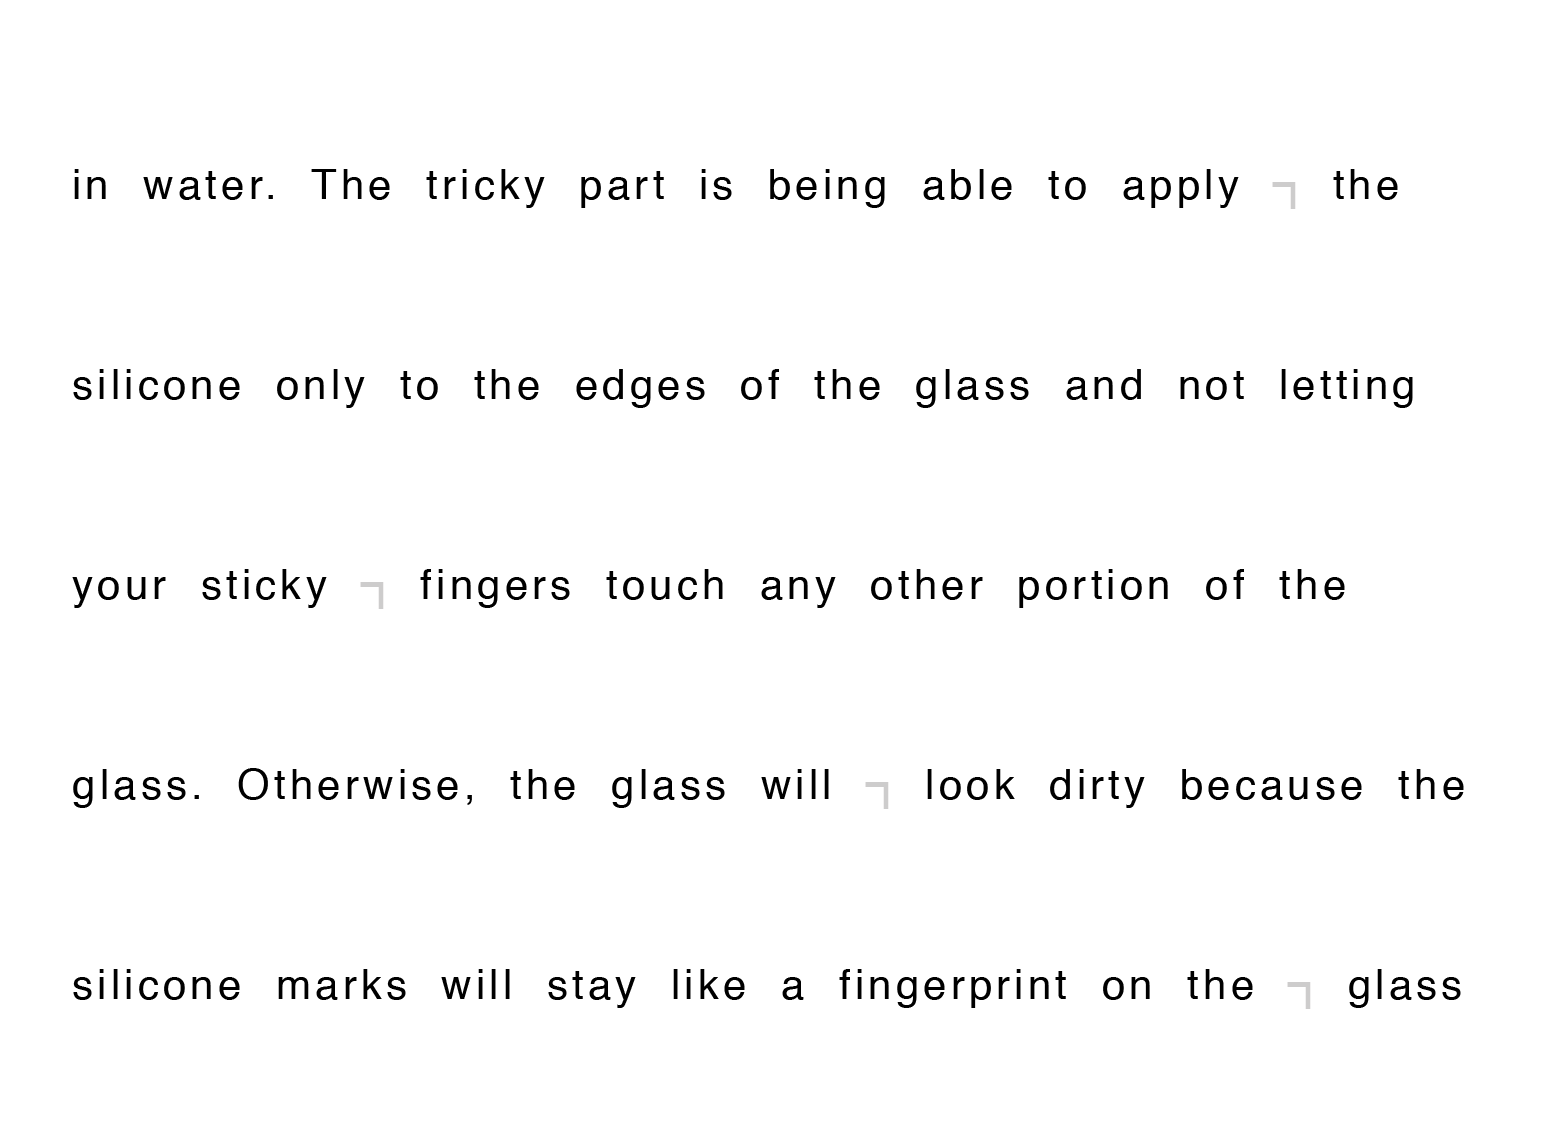 in water. The tricky part is being able to apply ¬ the
silicone only to the edges of the glass and not letting
your sticky ¬ fingers touch any other portion of the
glass. Otherwise, the glass will ¬ look dirty because the
silicone marks will stay like a fingerprint on the ¬ glass